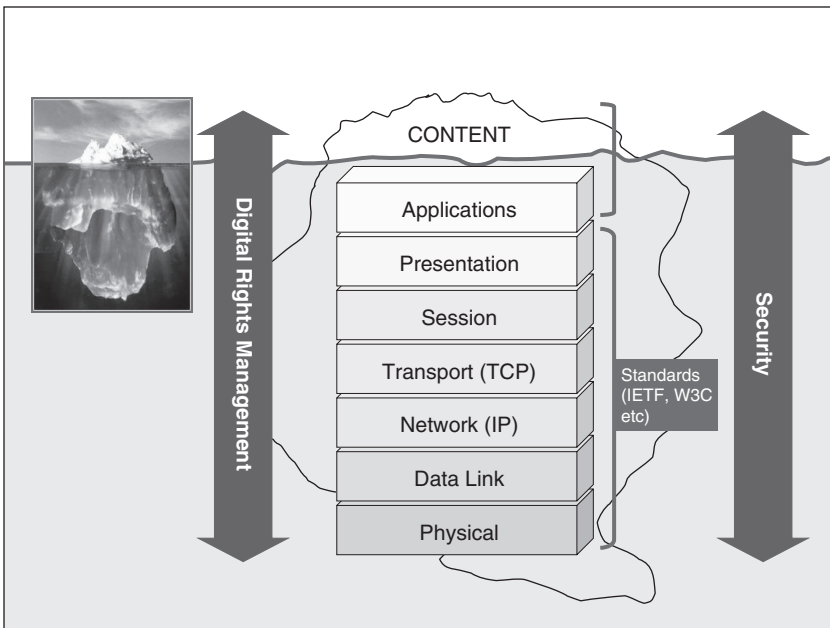 CONTENT
Digital Rights Management
Applications
Presentation
Session
Transport (TCP)
Network (IP)
Data Link
Physical
Standards
(IETF, W3C
etc)
Security